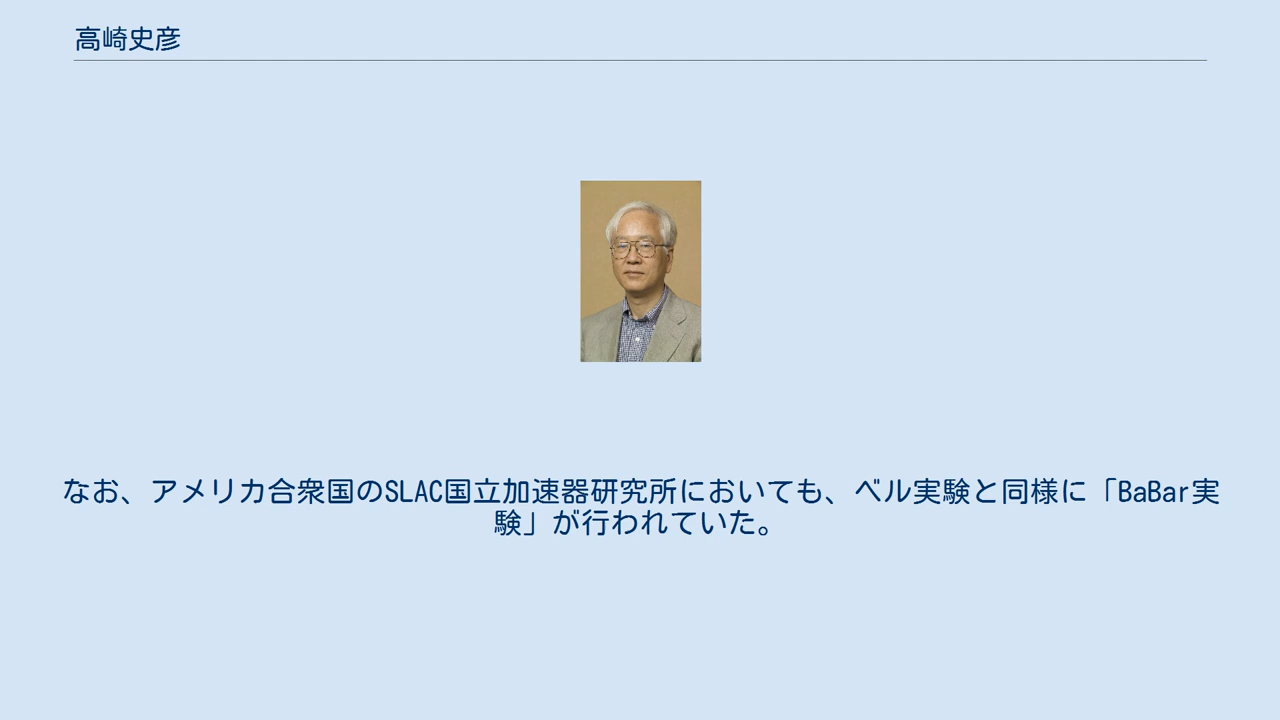 高崎史彦
なお、アメリカ合衆国のSLAC国立加速器研究所においても、ベル実験と同様に「BaBar実
験」が行われていた。